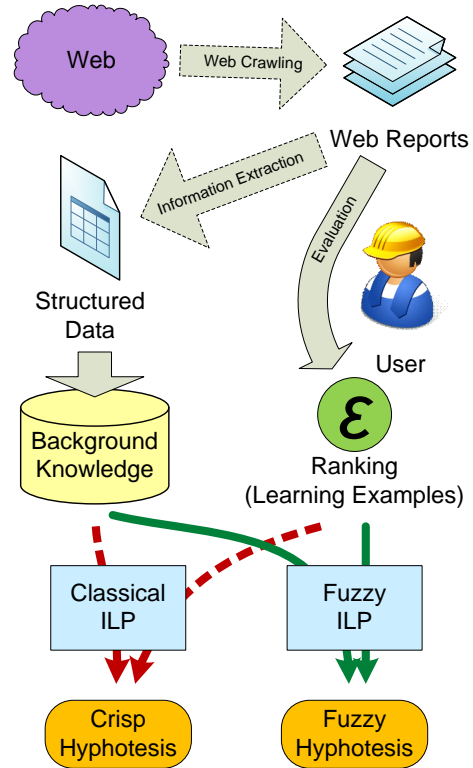 Web
Web Crawling
Web Reports
Information Extraction
Evaluation
Structured
Data
User
Background
Knowledge
ε
Ranking
(Learning Examples)
Classical
ILP
Fuzzy
ILP
Crisp
Hyphotesis
Fuzzy
Hyphotesis